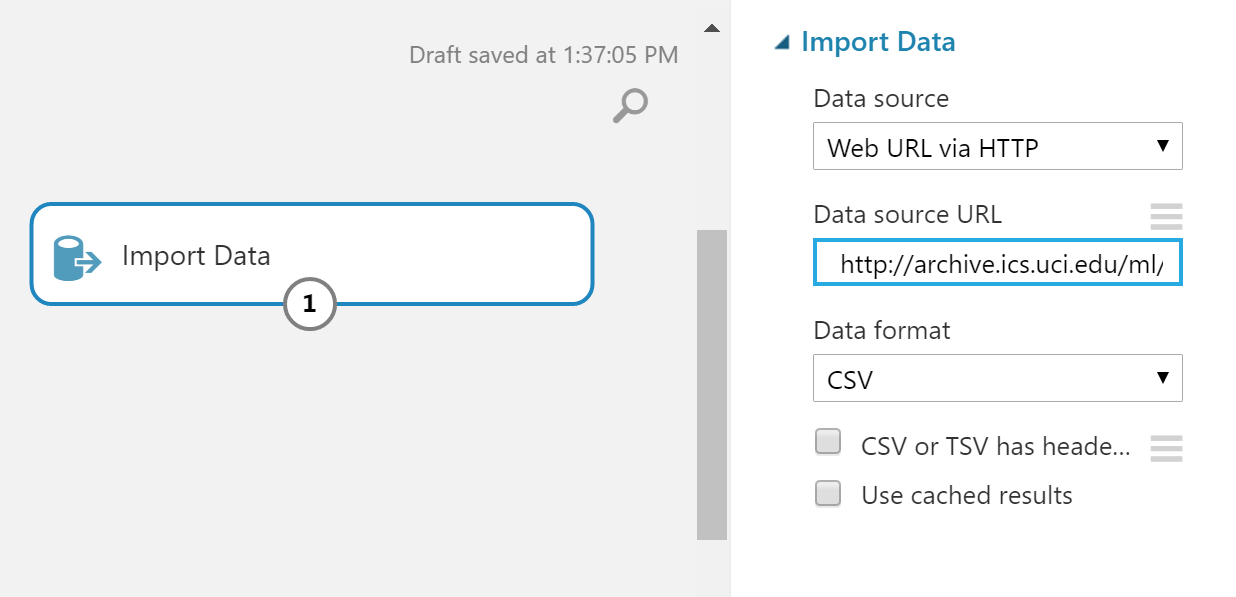 Draft saved at 1:37:05 PM
Import Data
1
Import Data
Data source
Web URL via HTTP
Data source URL
http://archive.ics.uci.edu/ml/
Data format
CSV
CSV or TSV has heade...
Use cached results